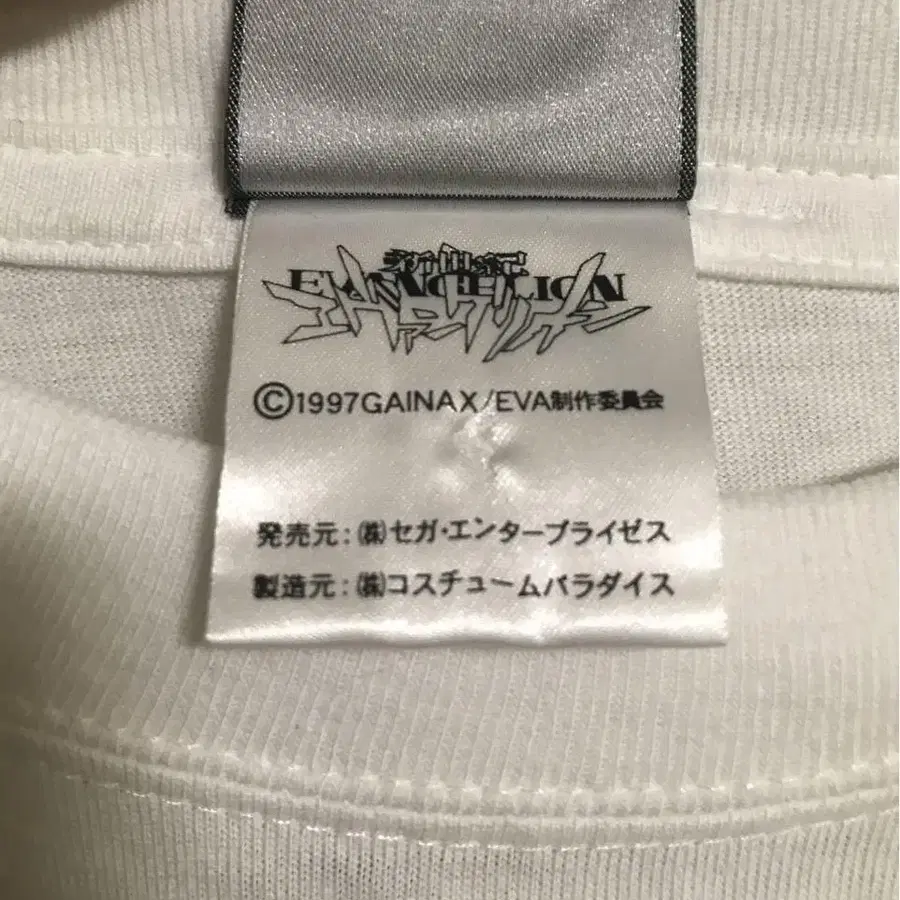 新世紀
EVANGELION
エヴァンゲリオン
©1997GAINAX/EVA制作委員会
発売元:㈱セガ・エンタープライゼス
製造元:㈱コスチュームパラダイス